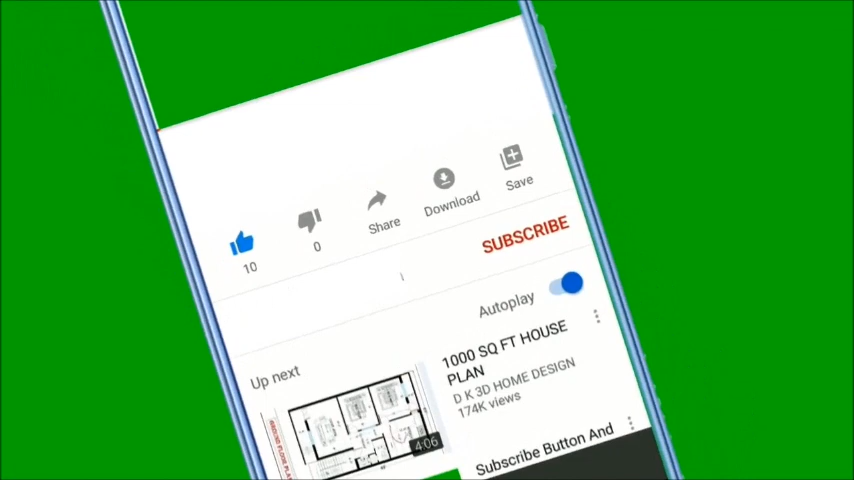 10
0
Share
Download
Save
SUBSCRIBE
Autoplay
Up next
1000 SQ FT HOUSE
PLAN
D K 3D HOME DESIGN
174K views
4:06
Subscribe Button And